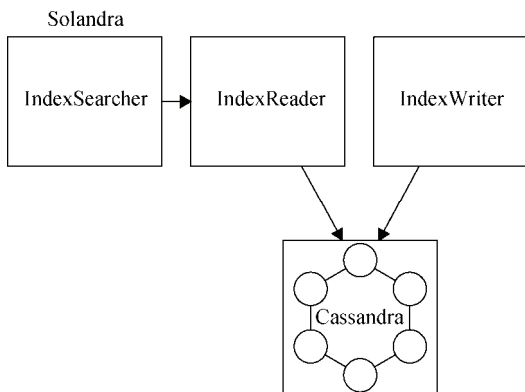 Solandra
IndexSearcher
IndexReader
IndexWriter
Cassandra